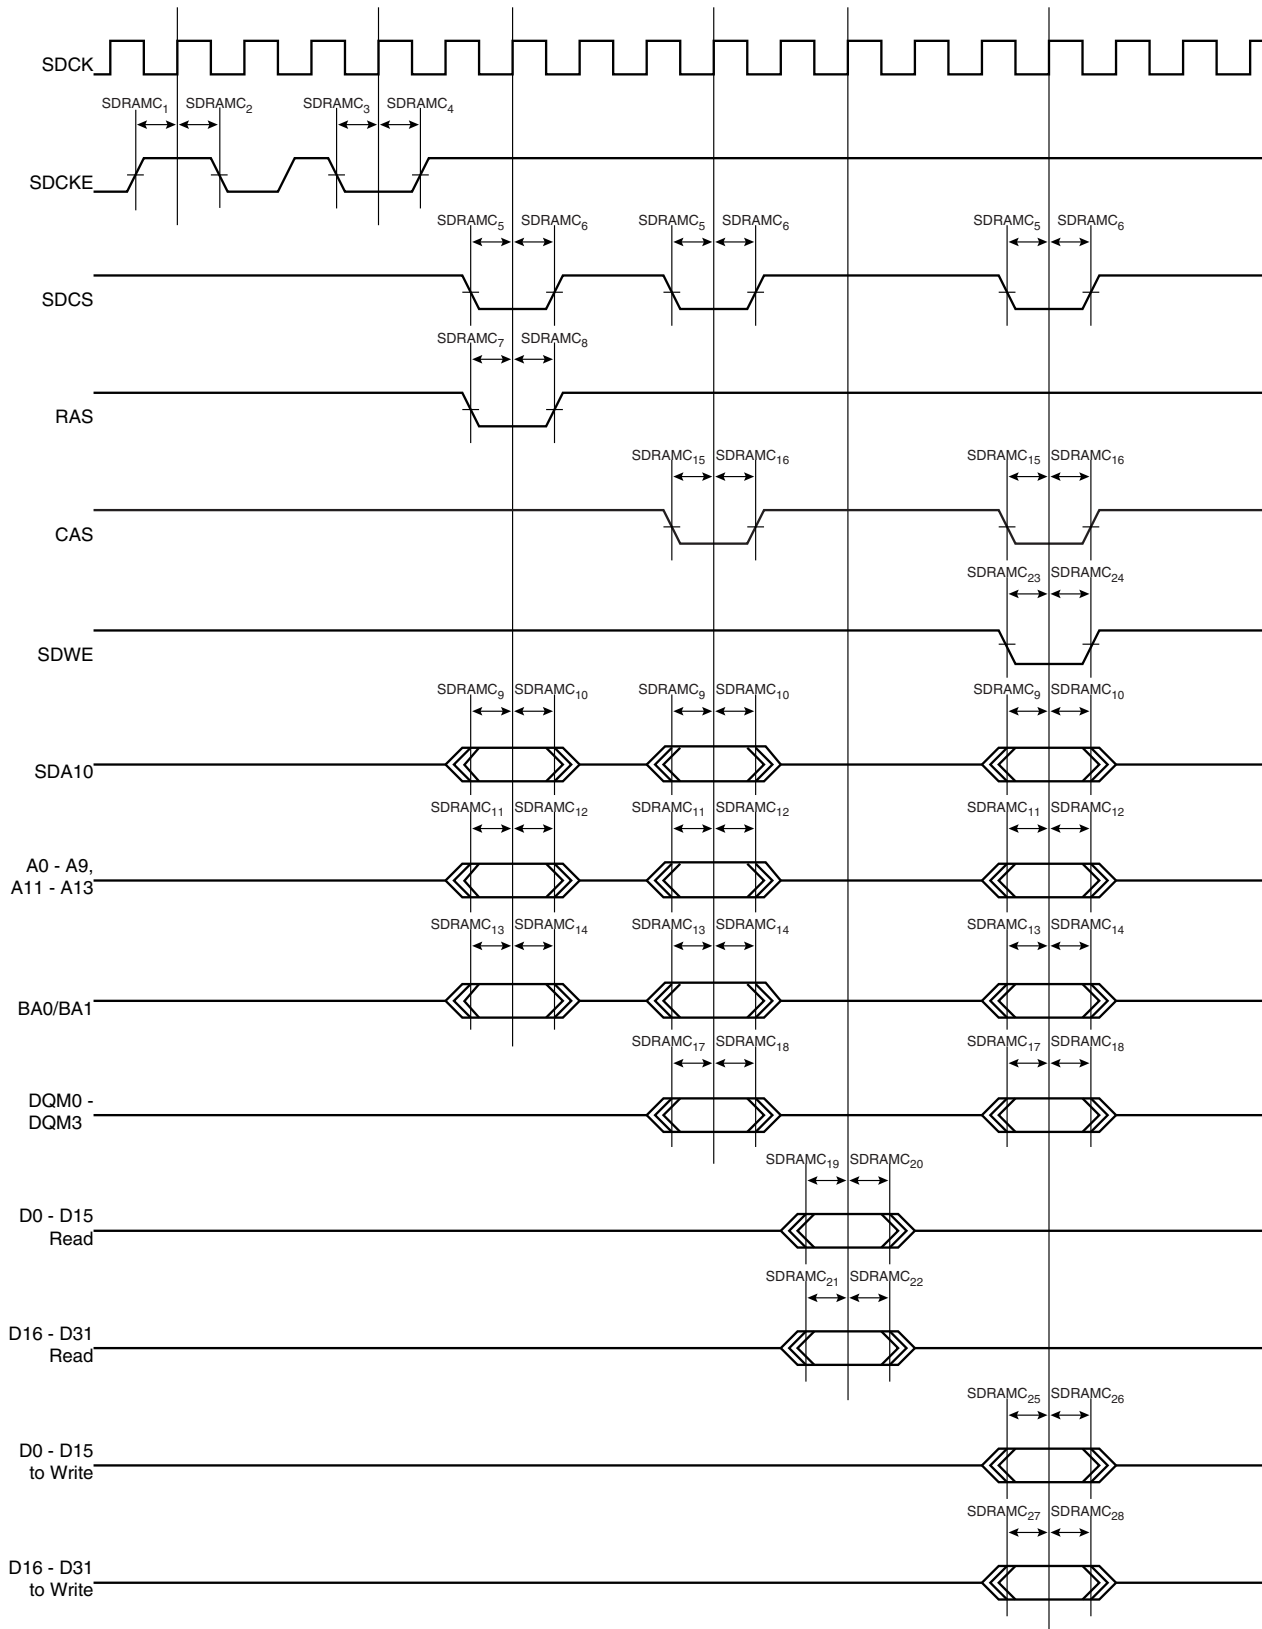 SDCK
SDRAMC1 SDRAMC2 SDRAMC3 SDRAMC4
SDCKE
SDRAMC5 SDRAMC6 SDRAMC5 SDRAMC6 SDRAMC5 SDRAMC6
SDCS
SDRAMC7 SDRAMC8
RAS
SDRAMC15 SDRAMC16 SDRAMC15 SDRAMC16
CAS
SDRAMC23 SDRAMC24
SDWE
SDRAMC9 SDRAMC10 SDRAMC9 SDRAMC10 SDRAMC9 SDRAMC10
SDA10
SDRAMC11 SDRAMC12 SDRAMC11 SDRAMC12 SDRAMC11 SDRAMC12
A0 - A9,
A11 - A13
SDRAMC13 SDRAMC14 SDRAMC13 SDRAMC14 SDRAMC13 SDRAMC14
BA0/BA1
SDRAMC17 SDRAMC18 SDRAMC17 SDRAMC18
DQM0 -
DQM3
SDRAMC19 SDRAMC20
D0 - D15
Read
SDRAMC21 SDRAMC22
D16 - D31
Read
SDRAMC25 SDRAMC26
D0 - D15
to Write
SDRAMC27 SDRAMC28
D16 - D31
to Write